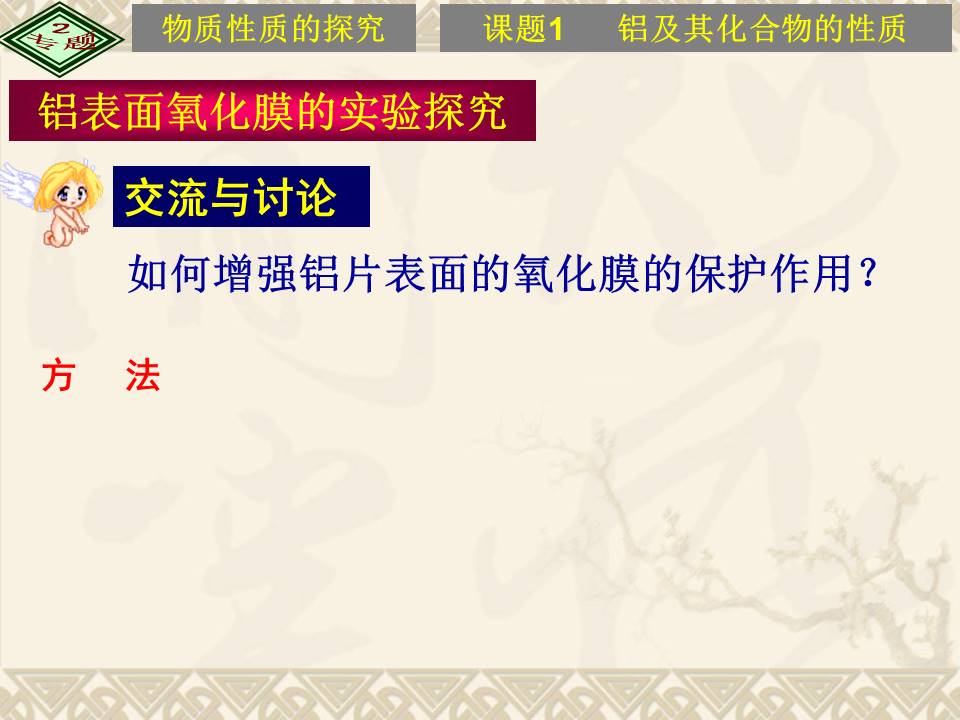 2
专题
物质性质的探究
课题1 铝及其化合物的性质
铝表面氧化膜的实验探究
交流与讨论
如何增强铝片表面的氧化膜的保护作用？
方 法